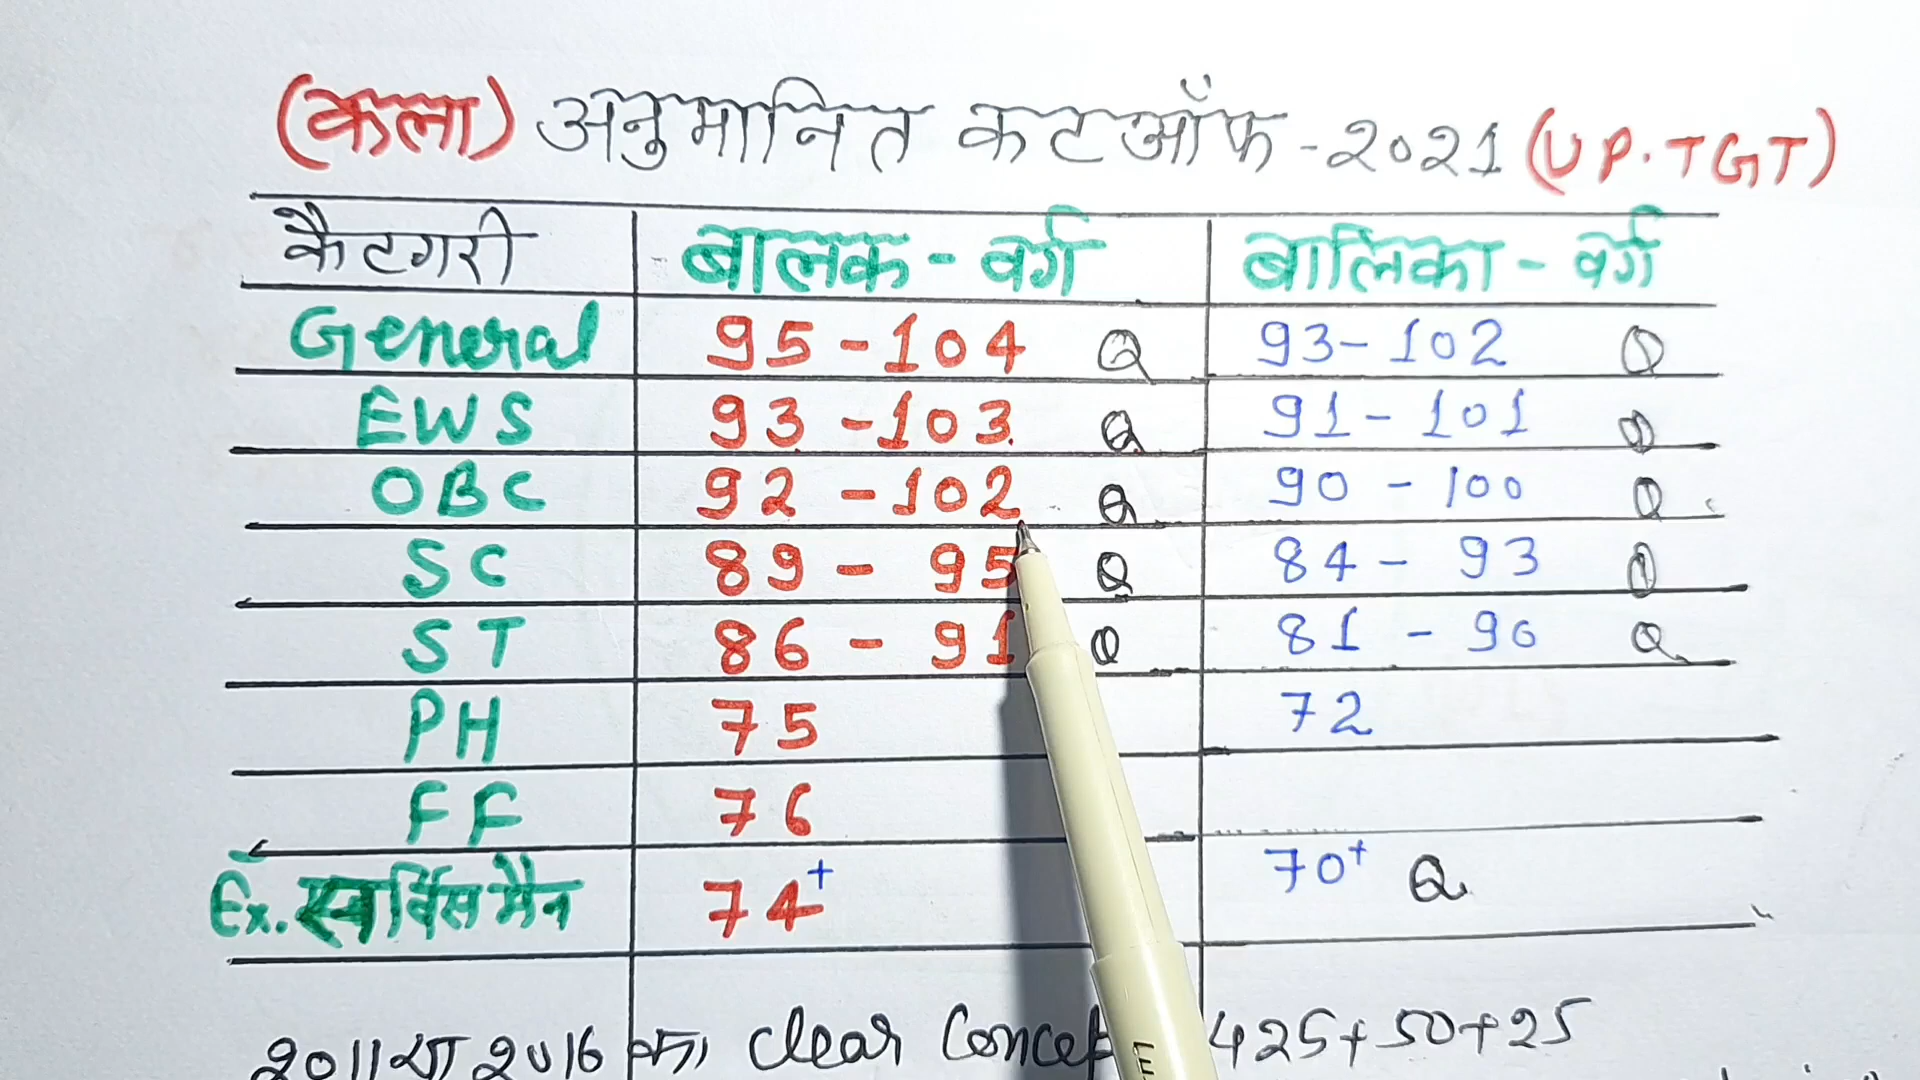 (कला) अनुमानित कटऑफ - 2021 (UP. TGT)
कैटगरी बालक - वर्ग बालिका - वर्ग
General 95 - 104 Q 93 - 102 Q
EWS 93 - 103 Q 91 - 101 Q
OBC 92 - 102 Q 90 - 100 Q
SC 89 - 95 Q 84 - 93 Q
ST 86 - 91 Q 81 - 90 Q
PH 75 72
FF 76
Ex. सर्विस मैन 74+ 70+ Q
2011 या 2016 का Clear Concep 425+50+25